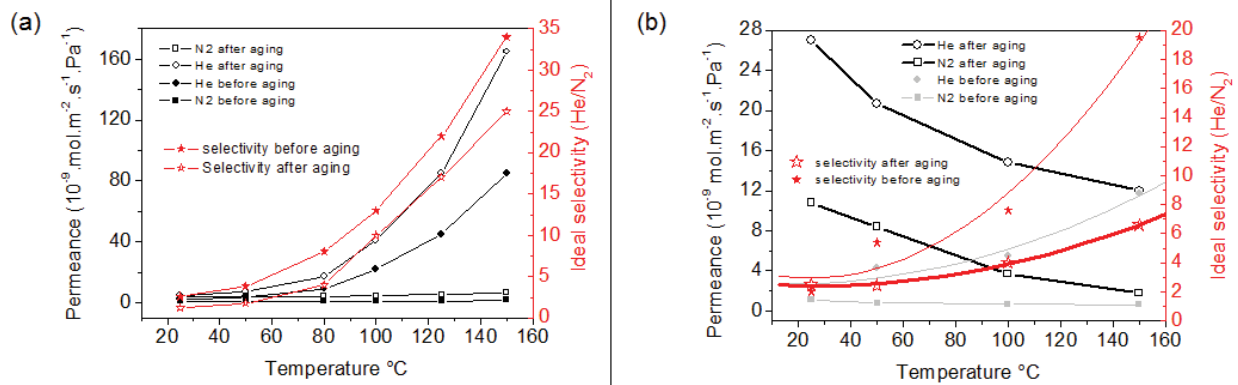 (a)
N2 after aging
He after aging
He before aging
N2 before aging
selectivity before aging
Selectivity after aging
160
120
80
40
0
Permeance (10⁻⁹.mol.m⁻².s⁻¹.Pa⁻¹)
35
30
25
20
15
10
5
0
Ideal selectivity (He/N₂)
20 40 60 80 100 120 140 160
Temperature °C
(b)
He after aging
N2 after aging
He before aging
N2 before aging
selectivity after aging
selectivity before aging
28
24
20
16
12
8
4
0
Permeance (10⁻⁹ mol.m⁻².s⁻¹.Pa⁻¹)
20
18
16
14
12
10
8
6
4
2
0
Ideal selectivity (He/N₂)
20 40 60 80 100 120 140 160
Temperature °C